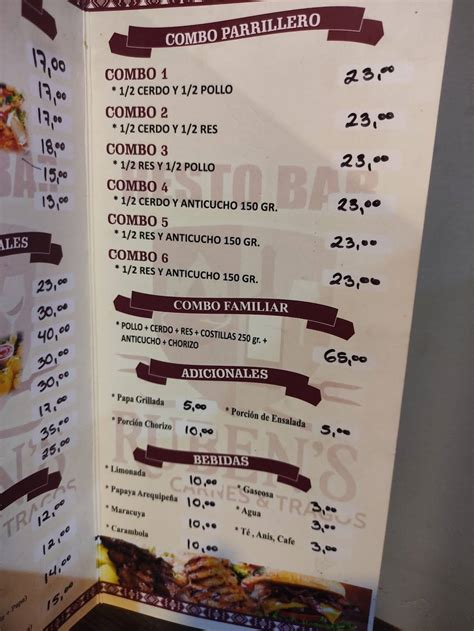 17,00
17,00
17,00
18,00
15,00
13,00
BAR
ALES
23,00
30,00
40,00
30,00
30,00
17,00
35,00
25,00
N'S
TRAGOS
12,00
12,00
14,00
15,00
+ Papa)
COMBO PARRILLERO
COMBO 1 23,00
* 1/2 CERDO Y 1/2 POLLO
COMBO 2 23,00
* 1/2 CERDO Y 1/2 RES
COMBO 3 23,00
* 1/2 RES Y 1/2 POLLO
COMBO 4 23,00
* 1/2 CERDO Y ANTICUCHO 150 GR.
COMBO 5 23,00
* 1/2 RES Y ANTICUCHO 150 GR.
COMBO 6 23,00
* 1/2 RES Y ANTICUCHO 150 GR.
RESTO BAR
COMBO FAMILIAR
* POLLO + CERDO + RES + COSTILLAS 250 gr. +
ANTICUCHO + CHORIZO 65,00
ADICIONALES
* Papa Grillada 5,00 * Porción de Ensalada 5,00
* Porción Chorizo 10,00
RUBEN'S
CARNES & TRAGOS
BEBIDAS
* Limonada 10,00 * Gaseosa 3,00
* Papaya Arequipeña 10,00 * Agua 3,00
* Maracuya 10,00 * Té, Anis, Cafe 3,00
* Carambola 10,00